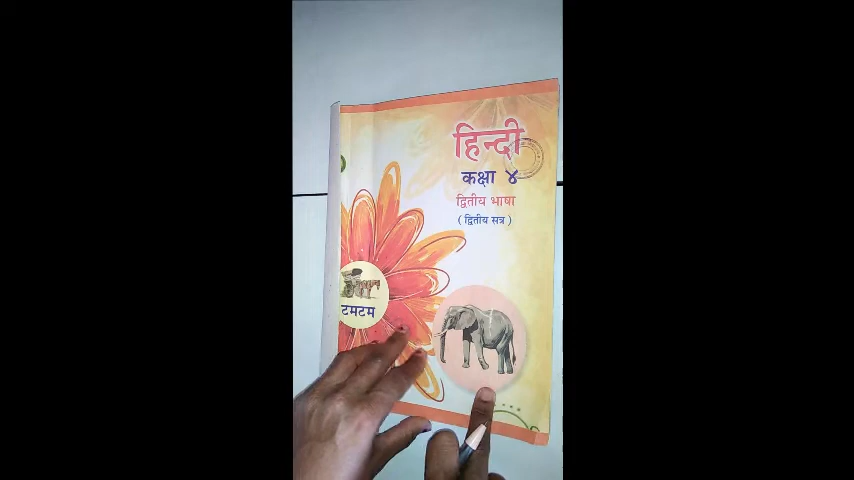 हिन्दी
कक्षा ४
द्वितीय भाषा
( द्वितीय सत्र )
टमटम